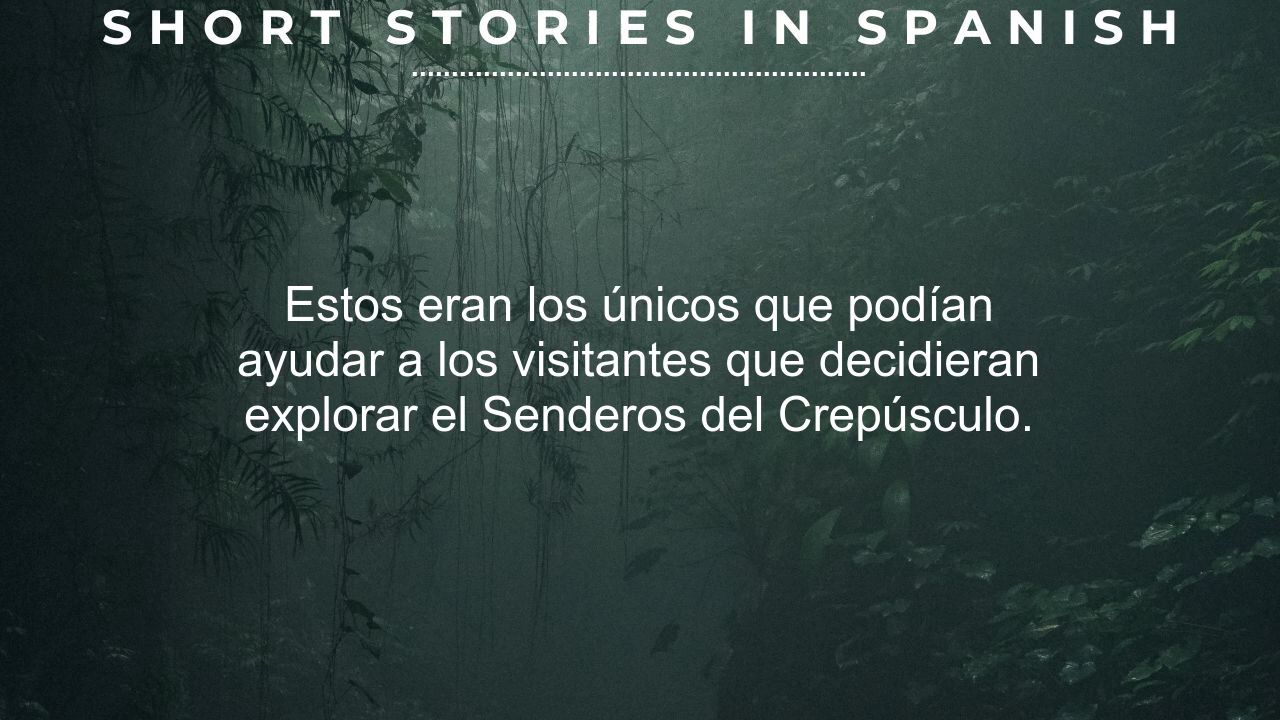 SHORT STORIES IN SPANISH
Estos eran los únicos que podían
ayudar a los visitantes que decidieran
explorar el Senderos del Crepúsculo.